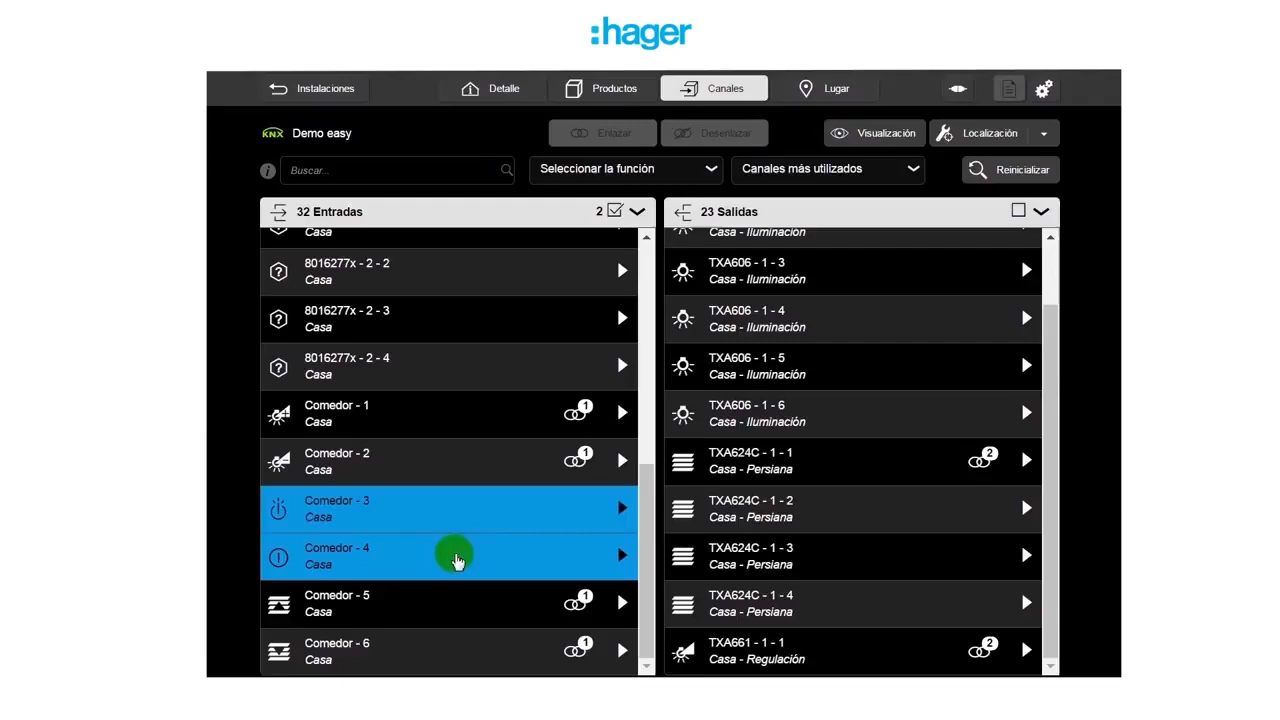 :hager
Instalaciones
Detalle
Productos
Canales
Lugar
KNX Demo easy
Enlazar
Desenlazar
Visualización
Localización
Buscar...
Seleccionar la función
Canales más utilizados
Reinicializar
32 Entradas
2
Casa
8016277x - 2 - 2
Casa
8016277x - 2 - 3
Casa
8016277x - 2 - 4
Casa
Comedor - 1
1
Casa
Comedor - 2
1
Casa
Comedor - 3
Casa
Comedor - 4
Casa
Comedor - 5
1
Casa
Comedor - 6
1
Casa
23 Salidas
Casa - Iluminación
TXA606 - 1 - 3
Casa - Iluminación
TXA606 - 1 - 4
Casa - Iluminación
TXA606 - 1 - 5
Casa - Iluminación
TXA606 - 1 - 6
Casa - Iluminación
TXA624C - 1 - 1
2
Casa - Persiana
TXA624C - 1 - 2
Casa - Persiana
TXA624C - 1 - 3
Casa - Persiana
TXA624C - 1 - 4
Casa - Persiana
TXA661 - 1 - 1
2
Casa - Regulación